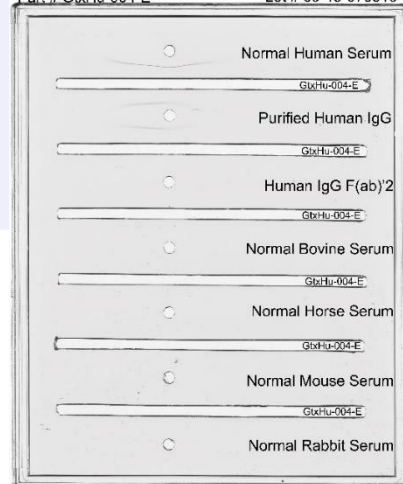 Normal Human Serum
GtxHu-004-E
Purified Human IgG
GtxHu-004-E
Human IgG F(ab)'2
GtxHu-004-E
Normal Bovine Serum
GtxHu-004-E
Normal Horse Serum
GtxHu-004-E
Normal Mouse Serum
GtxHu-004-E
Normal Rabbit Serum